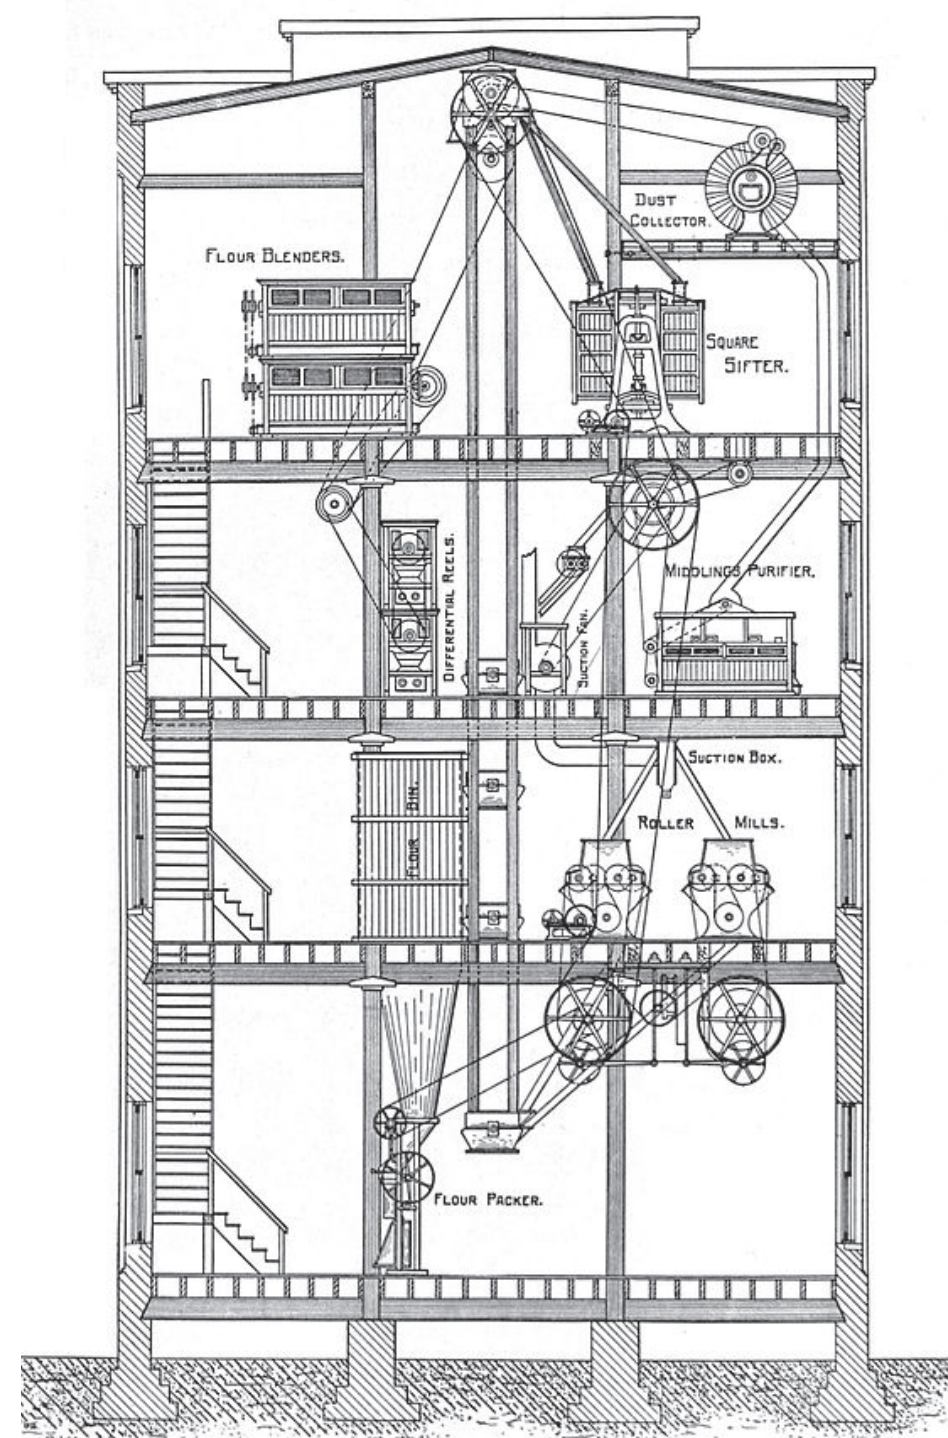 DUST
COLLECTOR.
FLOUR BLENDERS.
SQUARE
SIFTER.
DIFFERENTIAL REELS.
SUCTION FAN.
MIDDLINGS PURIFIER.
SUCTION BOX.
FLOUR BIN.
ROLLER MILLS.
FLOUR PACKER.